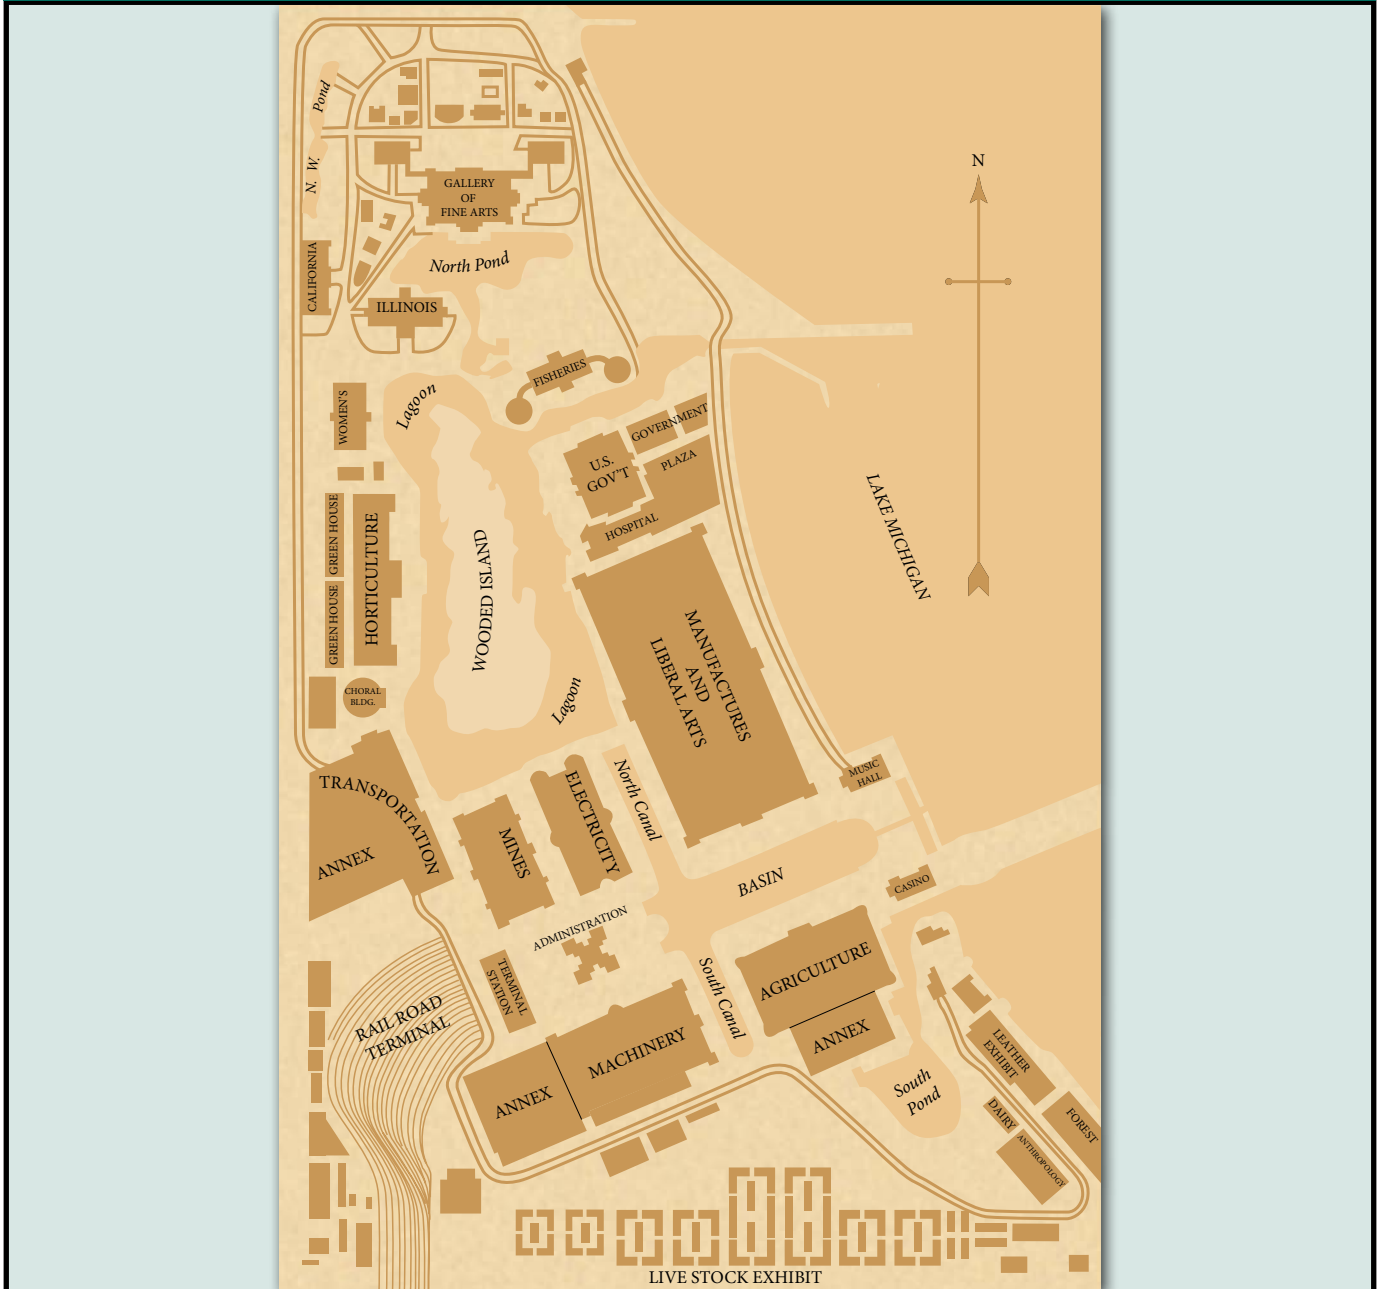 N
Pond
N. W.
GALLERY
OF
FINE ARTS
North Pond
CALIFORNIA
ILLINOIS
FISHERIES
Lagoon
WOMEN'S
GOVERNMENT
PLAZA
U.S.
GOV'T
HOSPITAL
LAKE MICHIGAN
GREEN HOUSE
HORTICULTURE
WOODED ISLAND
GREEN HOUSE
MANUFACTURES
AND
LIBERAL ARTS
CHORAL
BLDG.
Lagoon
TRANSPORTATION
ANNEX
MINES
ELECTRICITY
North Canal
MUSIC
HALL
BASIN
CASINO
ADMINISTRATION
TERMINAL
STATION
South Canal
AGRICULTURE
ANNEX
RAIL ROAD
TERMINAL
MACHINERY
ANNEX
South
Pond
LEATHER
EXHIBIT
DAIRY
FOREST
ANTHROPOLOGY
LIVE STOCK EXHIBIT